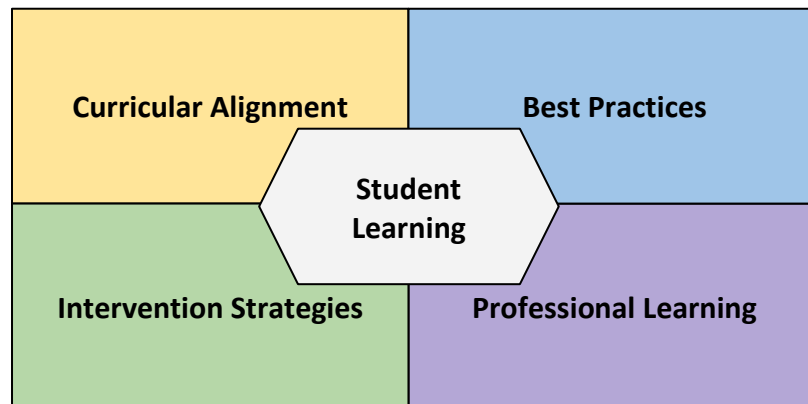 Curricular Alignment
Best Practices
Student
Learning
Intervention Strategies
Professional Learning